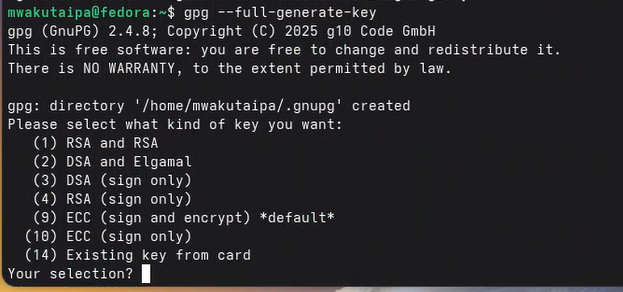 mwakutaipa@fedora:~$ gpg --full-generate-key
gpg (GnuPG) 2.4.8; Copyright (C) 2025 g10 Code GmbH
This is free software: you are free to change and redistribute it.
There is NO WARRANTY, to the extent permitted by law.

gpg: directory '/home/mwakutaipa/.gnupg' created
Please select what kind of key you want:
   (1) RSA and RSA
   (2) DSA and Elgamal
   (3) DSA (sign only)
   (4) RSA (sign only)
   (9) ECC (sign and encrypt) *default*
  (10) ECC (sign only)
  (14) Existing key from card
Your selection?